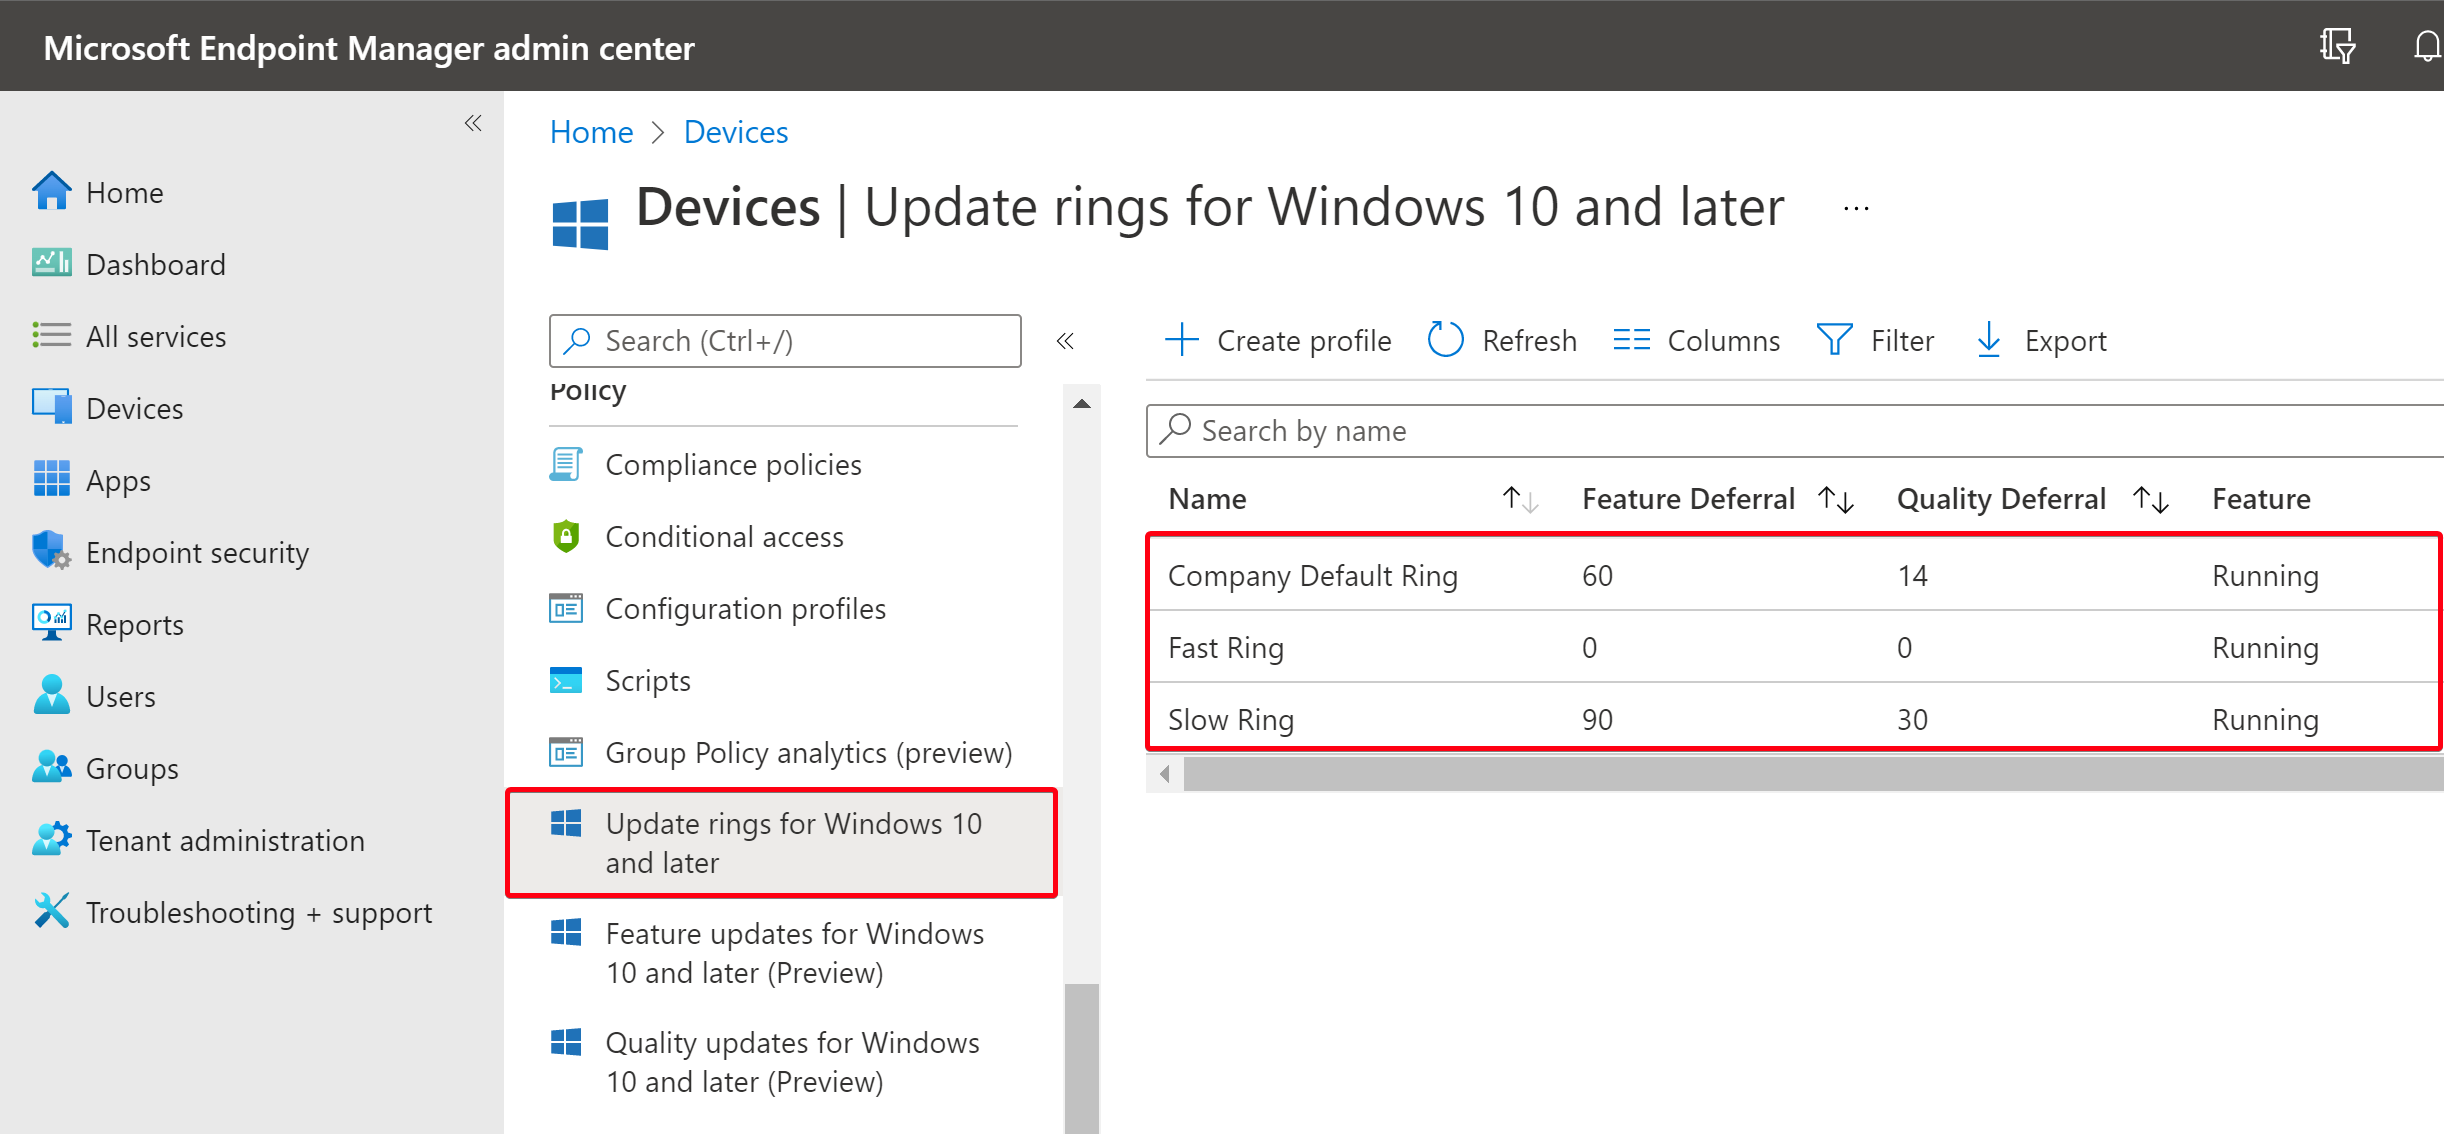 Microsoft Endpoint Manager admin center
Home
Dashboard
All services
Devices
Apps
Endpoint security
Reports
Users
Groups
Tenant administration
Troubleshooting + support
Home > Devices
Devices | Update rings for Windows 10 and later ...
Search (Ctrl+/)
Policy
Compliance policies
Conditional access
Configuration profiles
Scripts
Group Policy analytics (preview)
Update rings for Windows 10
and later
Feature updates for Windows
10 and later (Preview)
Quality updates for Windows
10 and later (Preview)
Create profile Refresh Columns Filter Export
Search by name
Name Feature Deferral Quality Deferral Feature
Company Default Ring 60 14 Running
Fast Ring 0 0 Running
Slow Ring 90 30 Running